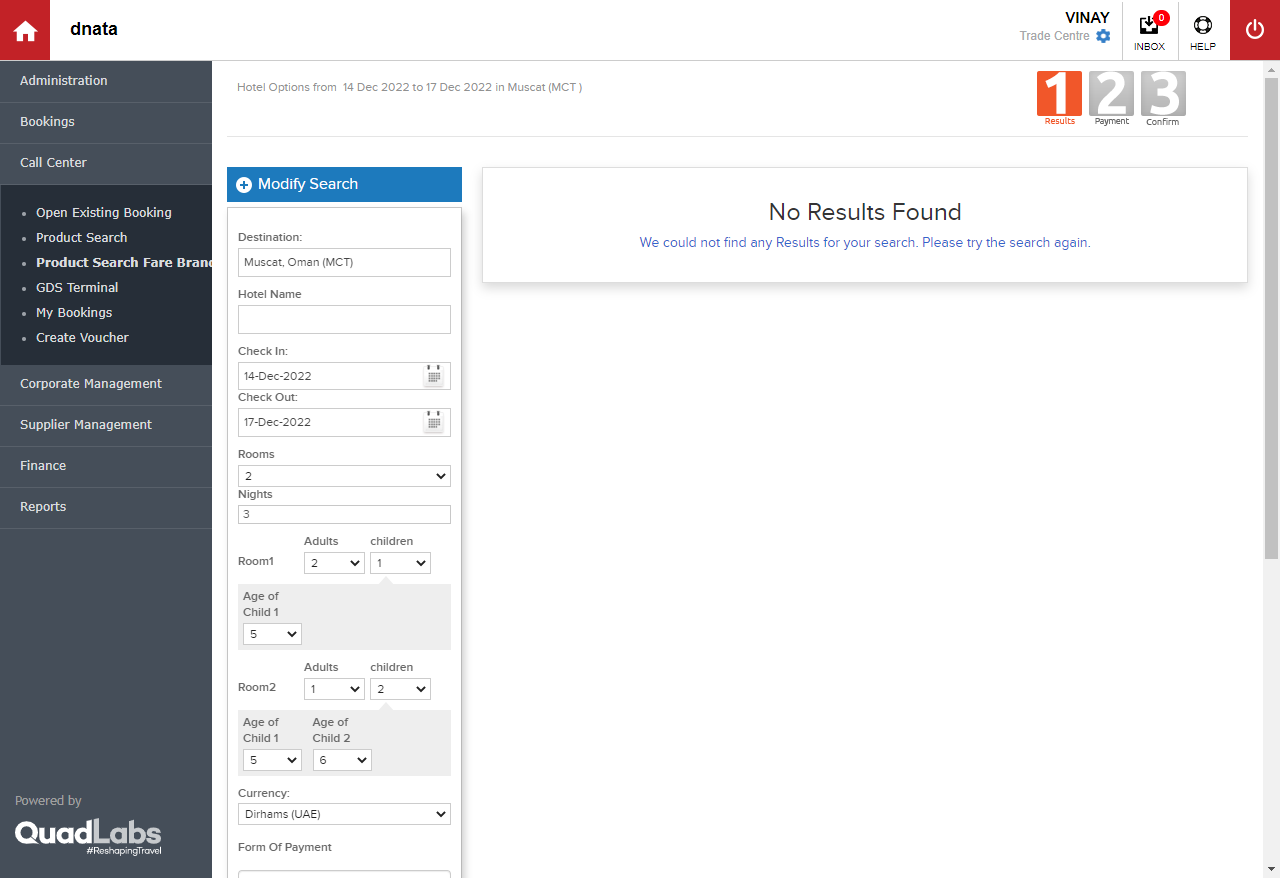 dnata
VINAY
Trade Centre
0
INBOX
HELP
Administration
Bookings
Call Center
Open Existing Booking
Product Search
Product Search Fare Brand
GDS Terminal
My Bookings
Create Voucher
Corporate Management
Supplier Management
Finance
Reports
Powered by
QuadLabs
#ReshapingTravel
Hotel Options from 14 Dec 2022 to 17 Dec 2022 in Muscat (MCT )
1 2 3
Results Payment Confirm
Modify Search
Destination:
Muscat, Oman (MCT)
Hotel Name
Check In:
14-Dec-2022
Check Out:
17-Dec-2022
Rooms
2
Nights
3
Adults children
Room1 2 1
Age of
Child 1
5
Adults children
Room2 1 2
Age of Age of
Child 1 Child 2
5 6
Currency:
Dirhams (UAE)
Form Of Payment
No Results Found
We could not find any Results for your search. Please try the search again.